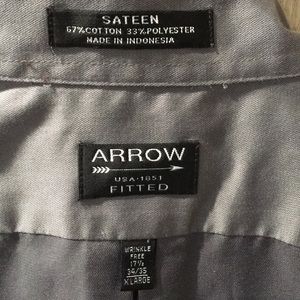 SATEEN
67%COTTON 33%POLYESTER
MADE IN INDONESIA
ARROW
USA-1851
FITTED
WRINKLE
FREE
17½
34/35
XLARGE